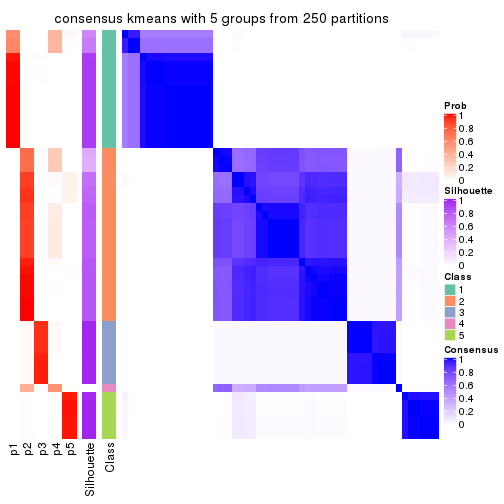 consensus kmeans with 5 groups from 250 partitions
Prob
1
0.8
0.6
0.4
0.2
0
Silhouette
1
0.8
0.6
0.4
0.2
0
Class
1
2
3
4
5
Consensus
1
0.8
0.6
0.4
0.2
0
p1
p2
p3
p4
p5
Silhouette
Class